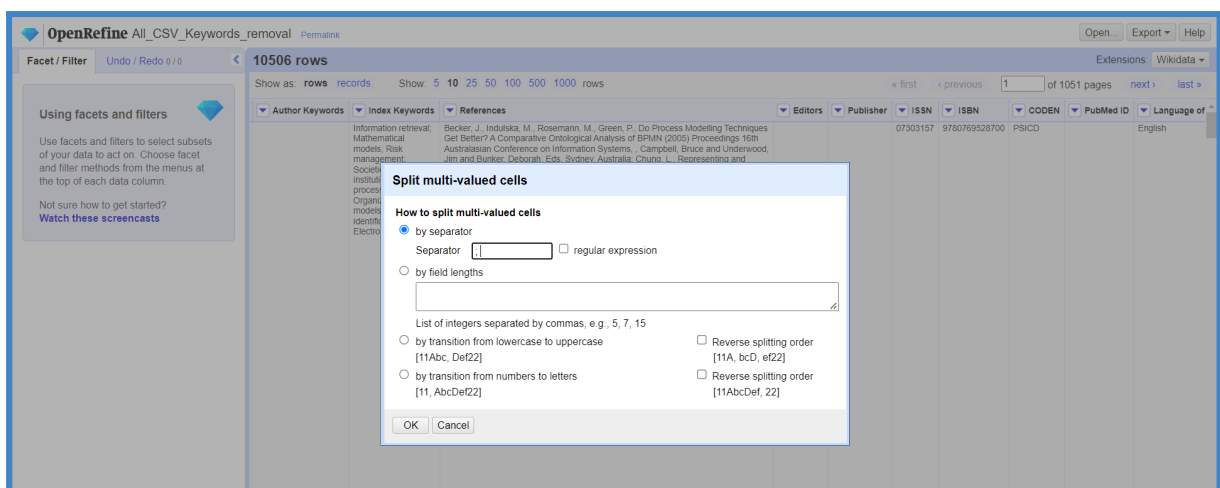 OpenRefine All_CSV_Keywords_removal Permalink Open... Export Help
Facet / Filter Undo / Redo 0 / 0 10506 rows Extensions: Wikidata
Show as: rows records Show: 5 10 25 50 100 500 1000 rows « first ‹ previous 1 of 1051 pages next › last »
Using facets and filters
Use facets and filters to select subsets
of your data to act on. Choose facet
and filter methods from the menus at
the top of each data column.
Not sure how to get started?
Watch these screencasts
Author Keywords Index Keywords References Editors Publisher ISSN ISBN CODEN PubMed ID Language of
Information retrieval;
Mathematical
models; Risk
management;
Becker, J., Indulska, M., Rosemann, M., Green, P., Do Process Modelling Techniques
Get Better? A Comparative Ontological Analysis of BPMN (2005) Proceedings 16th
Australasian Conference on Information Systems, , Campbell, Bruce and Underwood,
Jim and Bunker, Deborah, Eds. Sydney, Australia; Chung, L., Representing and
07303157 9780769528700 PSICD English
Split multi-valued cells
How to split multi-valued cells
by separator
Separator ; regular expression
by field lengths
List of integers separated by commas, e.g., 5, 7, 15
by transition from lowercase to uppercase Reverse splitting order
[11Abc, Def22] [11A, bcD, ef22]
by transition from numbers to letters Reverse splitting order
[11, AbcDef22] [11AbcDef, 22]
OK Cancel